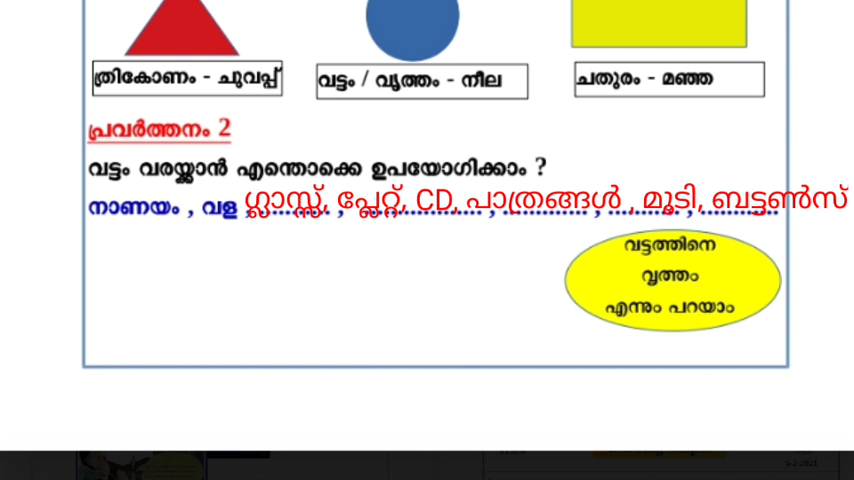 ത്രികോണം - ചുവപ്പ്
വട്ടം / വൃത്തം - നീല
ചതുരം - മഞ്ഞ
പ്രവർത്തനം 2
വട്ടം വരയ്ക്കാൻ എന്തൊക്കെ ഉപയോഗിക്കാം ?
നാണയം , വള , ഗ്ലാസ്സ്, പ്ലേറ്റ്, CD, പാത്രങ്ങൾ , മൂടി, ബട്ടൺസ്
വട്ടത്തിനെ
വൃത്തം
എന്നും പറയാം